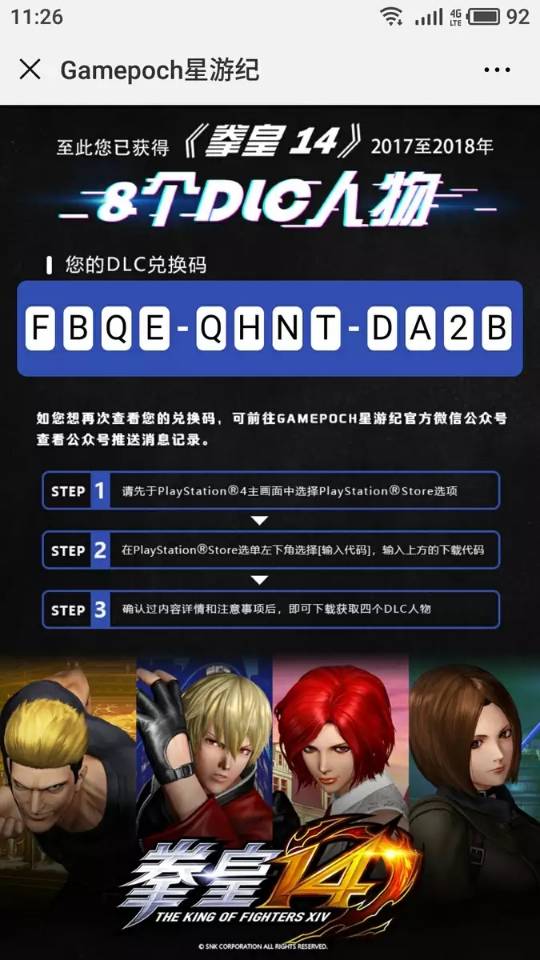 11:26
4G
LTE
92
Gamepoch星游纪
至此您已获得《拳皇 14》2017至2018年
8个DLC人物
您的DLC兑换码
FBQE-QHNT-DA2B
如您想再次查看您的兑换码，可前往GAMEPOCH星游纪官方微信公众号
查看公众号推送消息记录。
STEP 1 请先于PlayStation®4主画面中选择PlayStation®Store选项
STEP 2 在PlayStation®Store选单左下角选择[输入代码]，输入上方的下载代码
STEP 3 确认过内容详情和注意事项后，即可下载获取四个DLC人物
拳皇14
THE KING OF FIGHTERS XIV
© SNK CORPORATION ALL RIGHTS RESERVED.